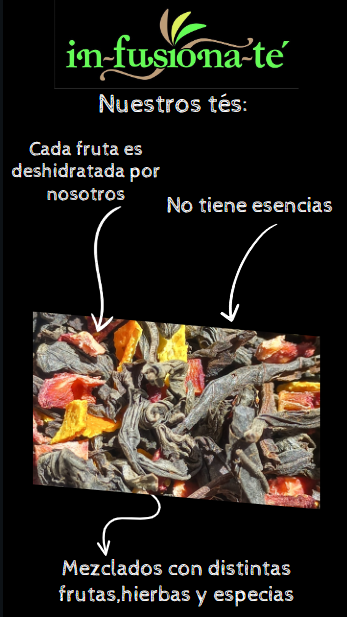 in-fusiona-té
Nuestros tés:
Cada fruta es
deshidratada por
nosotros
No tiene esencias
Mezclados con distintas
frutas,hierbas y especias